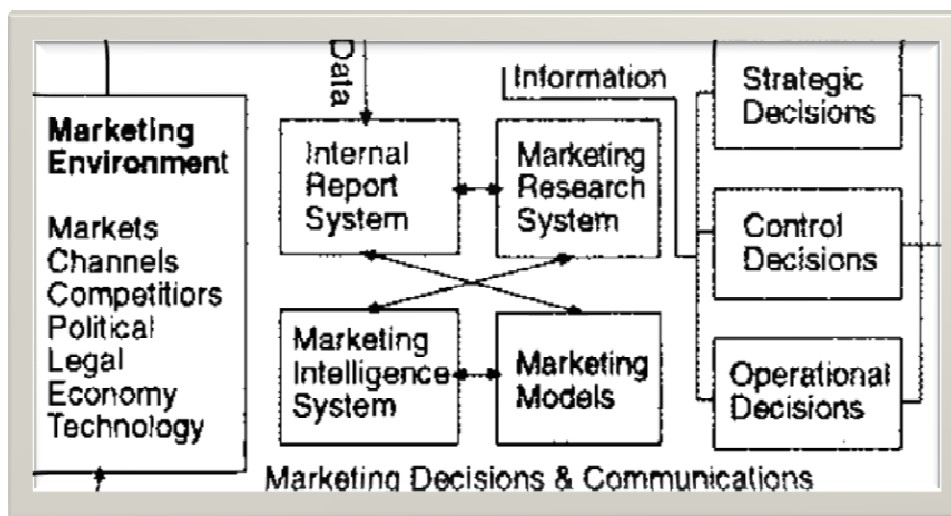 Marketing
Environment
Markets
Channels
Competitiors
Political
Legal
Economy
Technology
Data
Internal
Report
System
Marketing
Research
System
Marketing
Intelligence
System
Marketing
Models
Information
Strategic
Decisions
Control
Decisions
Operational
Decisions
Marketing Decisions & Communications